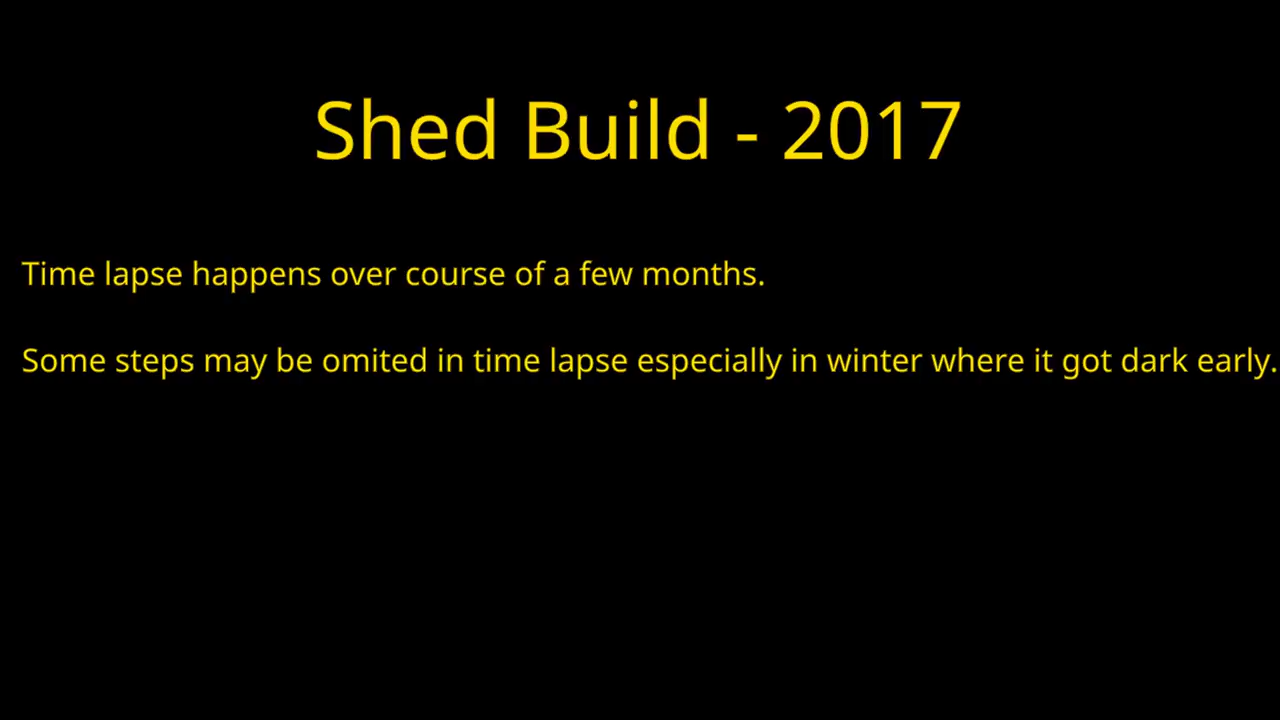 Shed Build - 2017
Time lapse happens over course of a few months.
Some steps may be omited in time lapse especially in winter where it got dark early.